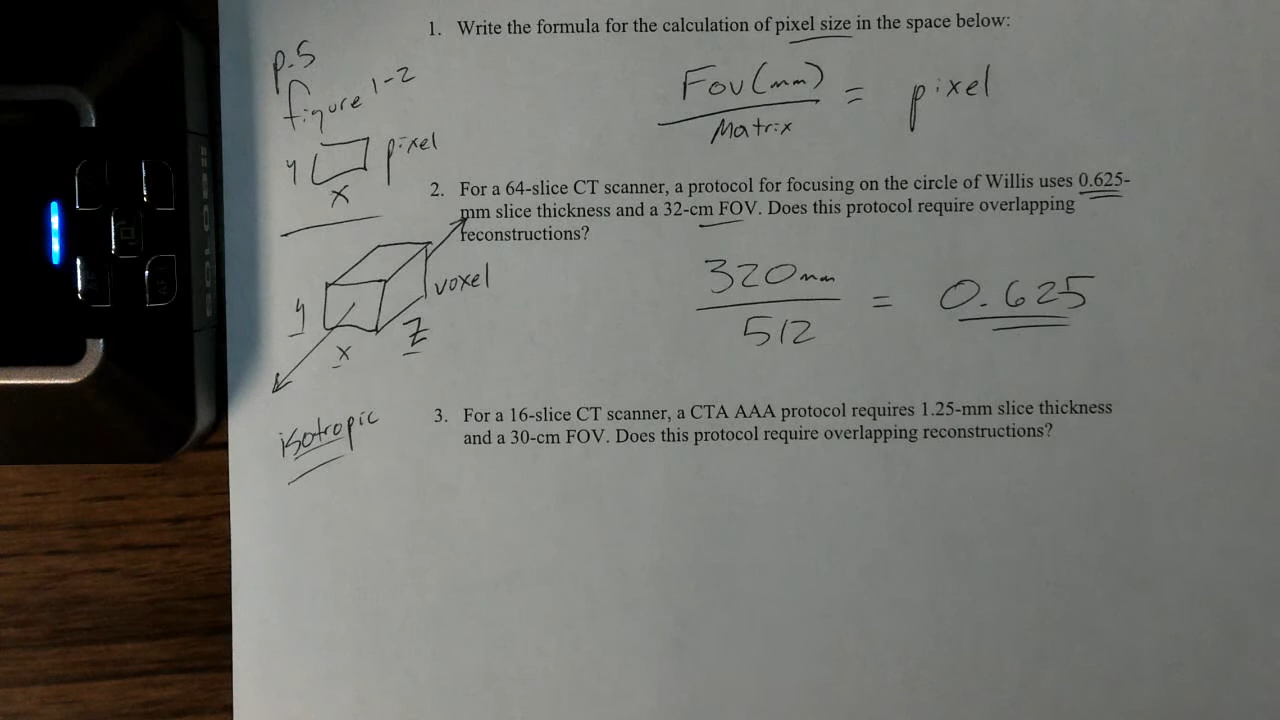 1. Write the formula for the calculation of pixel size in the space below:
p.5
figure 1-2
Fov(mm)
Matrix
= pixel
y
pixel
x
2. For a 64-slice CT scanner, a protocol for focusing on the circle of Willis uses 0.625-
mm slice thickness and a 32-cm FOV. Does this protocol require overlapping
reconstructions?
voxel
y
x
z
320mm
512
= 0.625
isotropic
3. For a 16-slice CT scanner, a CTA AAA protocol requires 1.25-mm slice thickness
and a 30-cm FOV. Does this protocol require overlapping reconstructions?